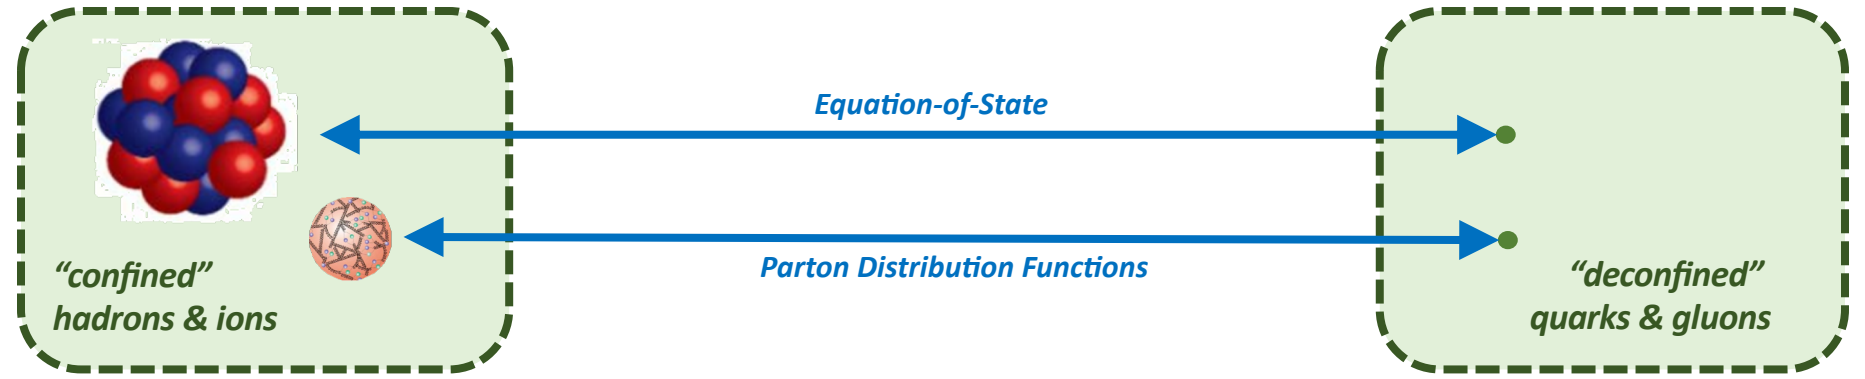 Equation-of-State
Parton Distribution Functions
“confined”
hadrons & ions
“deconfined”
quarks & gluons